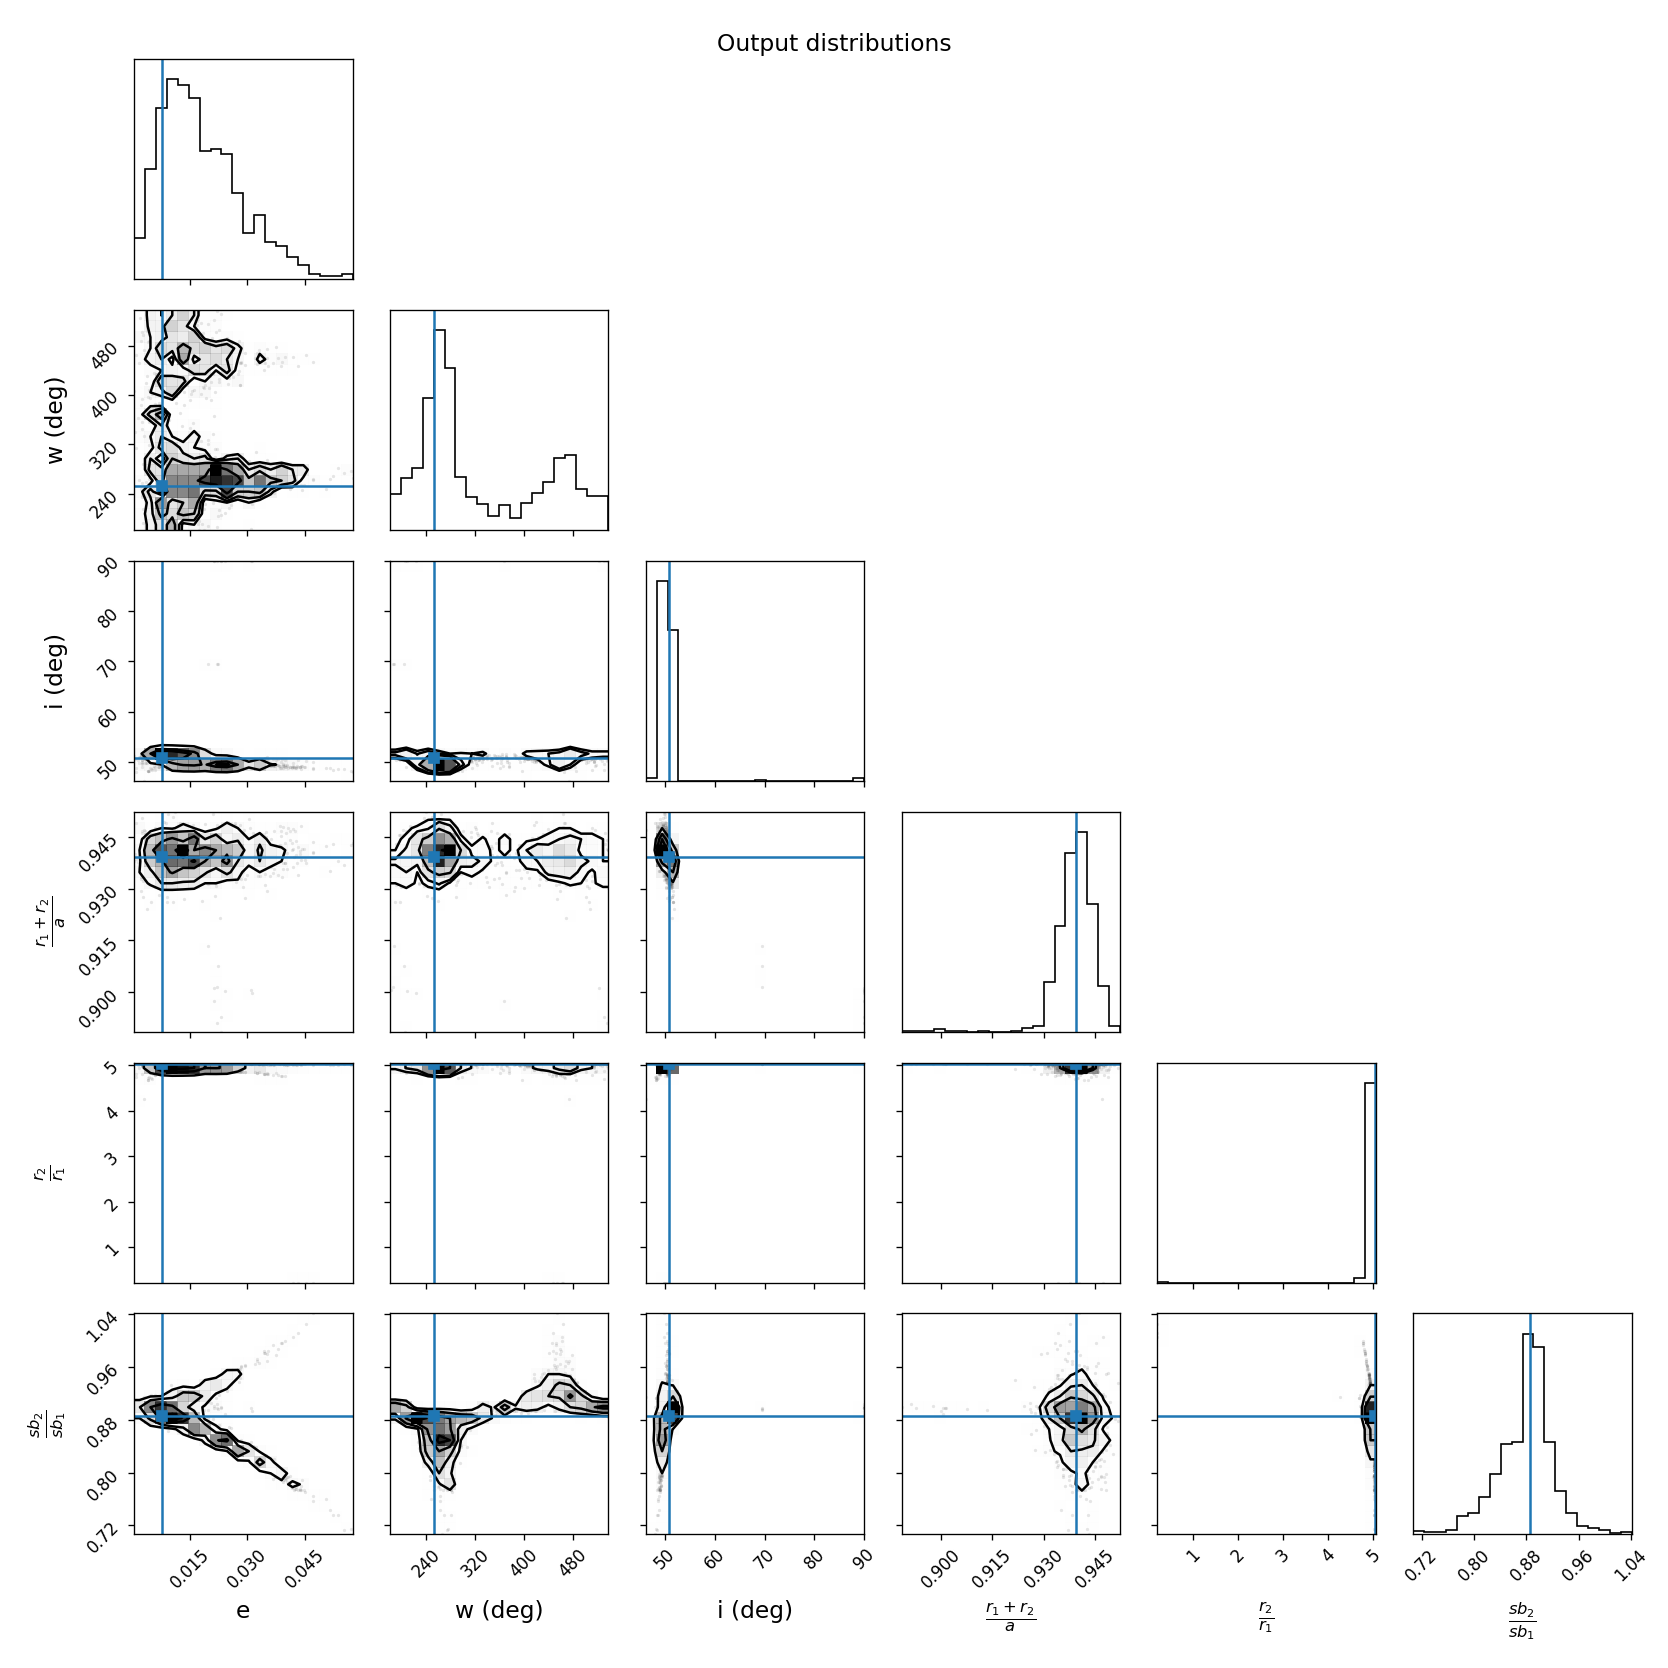 Output distributions
480
400
320
240
w (deg)
90
80
70
60
50
i (deg)
0.945
0.930
0.915
0.900
r₁ + r₂
a
5
4
3
2
1
r₂
r₁
1.04
0.96
0.88
0.80
0.72
sb₂
sb₁
0.015 0.030 0.045
e
240 320 400 480
w (deg)
50 60 70 80 90
i (deg)
0.900 0.915 0.930 0.945
r₁ + r₂
a
1 2 3 4 5
r₂
r₁
0.72 0.80 0.88 0.96 1.04
sb₂
sb₁